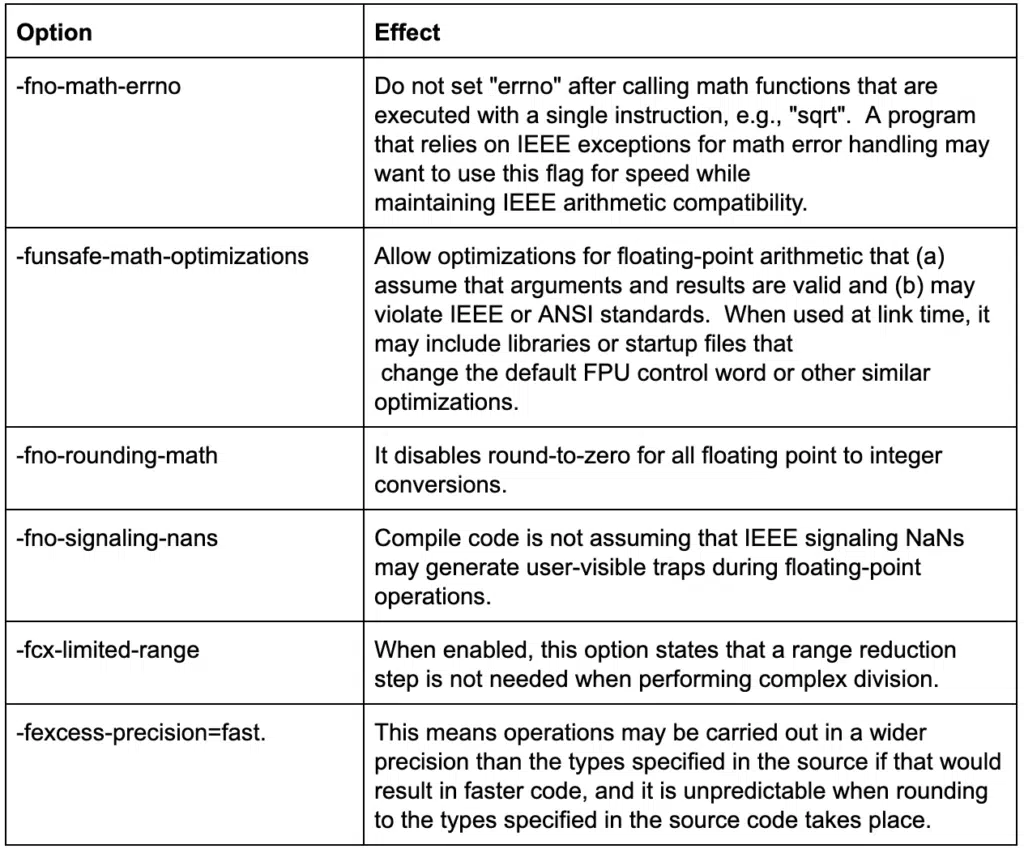 Option
Effect
-fno-math-errno
Do not set "errno" after calling math functions that are
executed with a single instruction, e.g., "sqrt".  A program
that relies on IEEE exceptions for math error handling may
want to use this flag for speed while
maintaining IEEE arithmetic compatibility.
-funsafe-math-optimizations
Allow optimizations for floating-point arithmetic that (a)
assume that arguments and results are valid and (b) may
violate IEEE or ANSI standards.  When used at link time, it
may include libraries or startup files that
change the default FPU control word or other similar
optimizations.
-fno-rounding-math
It disables round-to-zero for all floating point to integer
conversions.
-fno-signaling-nans
Compile code is not assuming that IEEE signaling NaNs
may generate user-visible traps during floating-point
operations.
-fcx-limited-range
When enabled, this option states that a range reduction
step is not needed when performing complex division.
-fexcess-precision=fast.
This means operations may be carried out in a wider
precision than the types specified in the source if that would
result in faster code, and it is unpredictable when rounding
to the types specified in the source code takes place.